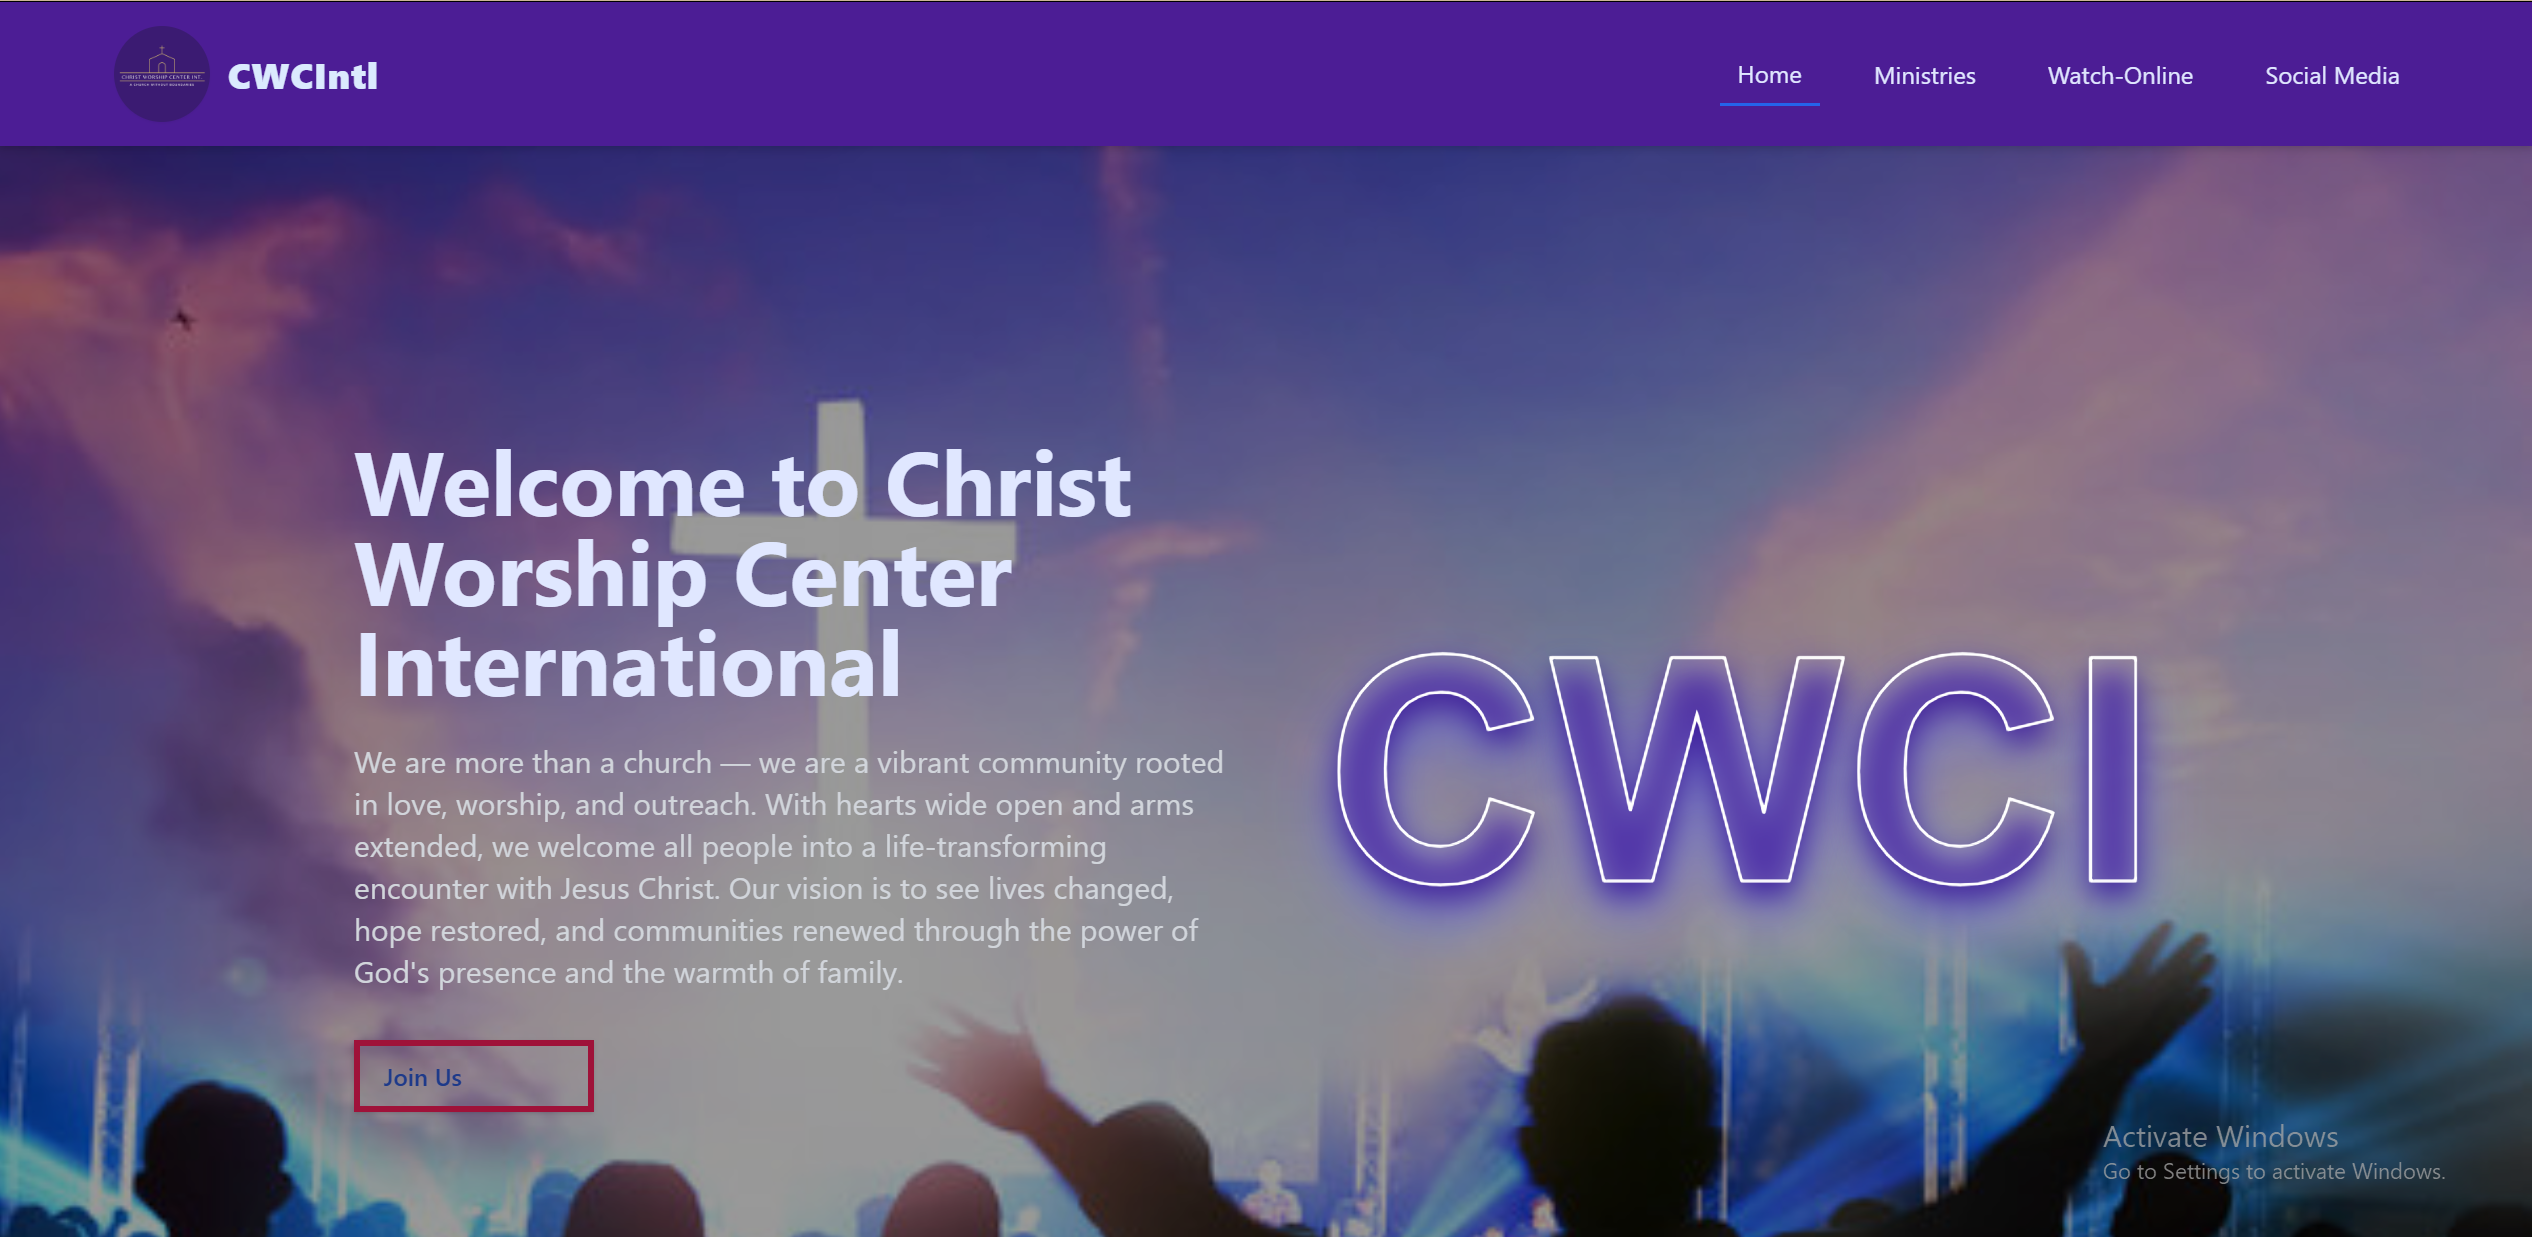 CHRIST WORSHIP CENTER INT.
A CHURCH WITHOUT BOUNDARIES
CWCIntl
Home
Ministries
Watch-Online
Social Media
Welcome to Christ
Worship Center
International
We are more than a church — we are a vibrant community rooted
in love, worship, and outreach. With hearts wide open and arms
extended, we welcome all people into a life-transforming
encounter with Jesus Christ. Our vision is to see lives changed,
hope restored, and communities renewed through the power of
God's presence and the warmth of family.
Join Us
CWCI
Activate Windows
Go to Settings to activate Windows.